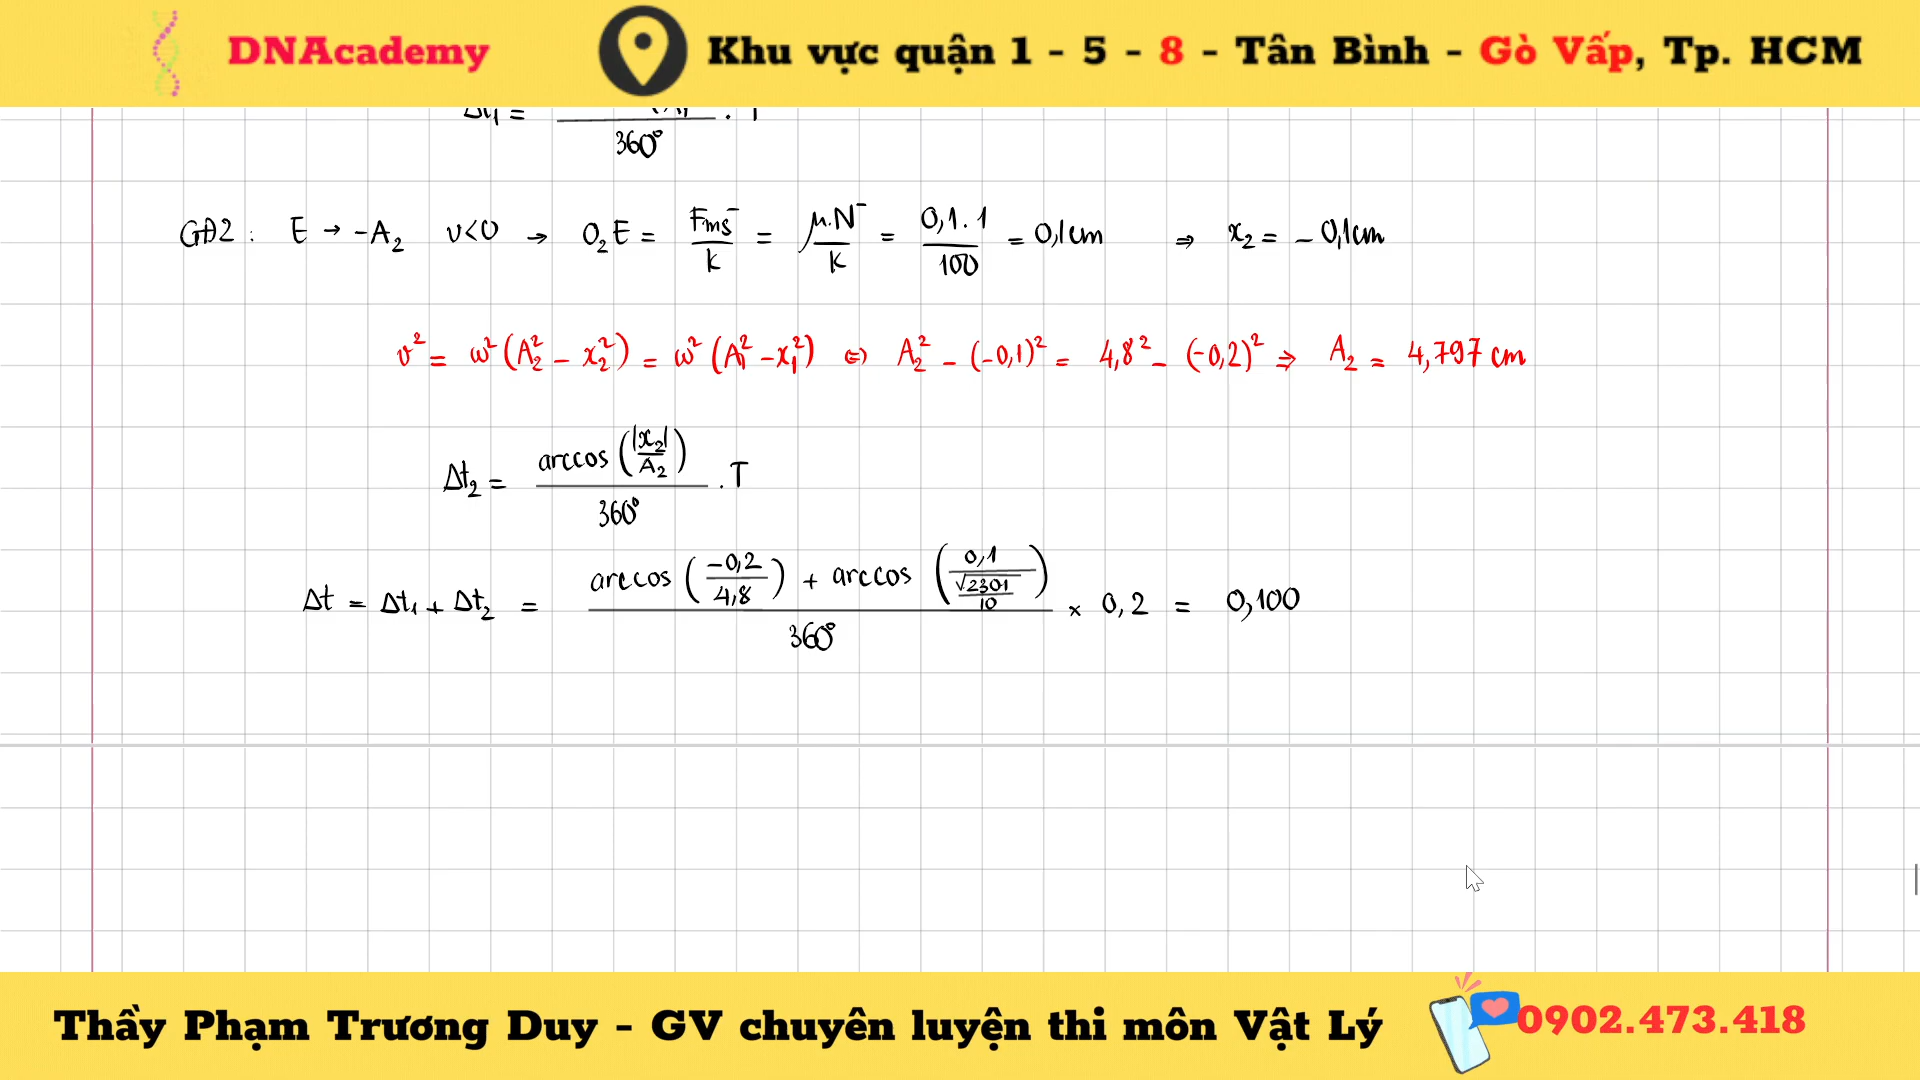 DNAcademy
Khu vực quận 1 - 5 - 8 - Tân Bình - Gò Vấp, Tp. HCM
360°
GĐ2 : E → -A₂ v<0 → O₂E = Fms⁻/k = μ.N⁻/k = 0,1.1/100 = 0,1cm ⇒ x₂ = -0,1cm
v² = ω²(A₂² - x₂²) = ω²(A₁² - x₁²) ⇔ A₂² - (-0,1)² = 4,8² - (-0,2)² ⇒ A₂ = 4,797 cm
Δt₂ = arccos(|x₂|/A₂)/360° . T
Δt = Δt₁ + Δt₂ = (arccos(-0,2/4,8) + arccos(0,1/(√2301/10)))/360° × 0,2 = 0,100
Thầy Phạm Trương Duy - GV chuyên luyện thi môn Vật Lý
0902.473.418